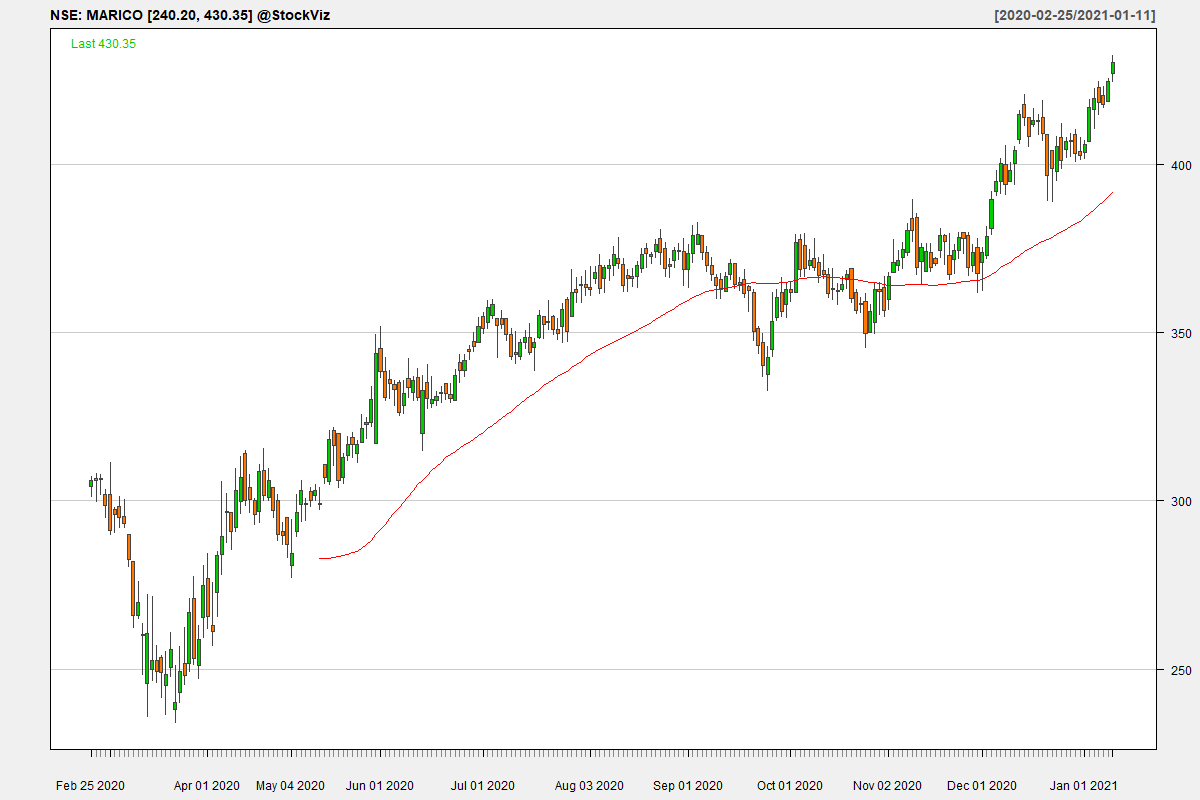 NSE: MARICO [240.20, 430.35] @StockViz [2020-02-25/2021-01-11]
Last 430.35
400
350
300
250
Feb 25 2020 Apr 01 2020 May 04 2020 Jun 01 2020 Jul 01 2020 Aug 03 2020 Sep 01 2020 Oct 01 2020 Nov 02 2020 Dec 01 2020 Jan 01 2021